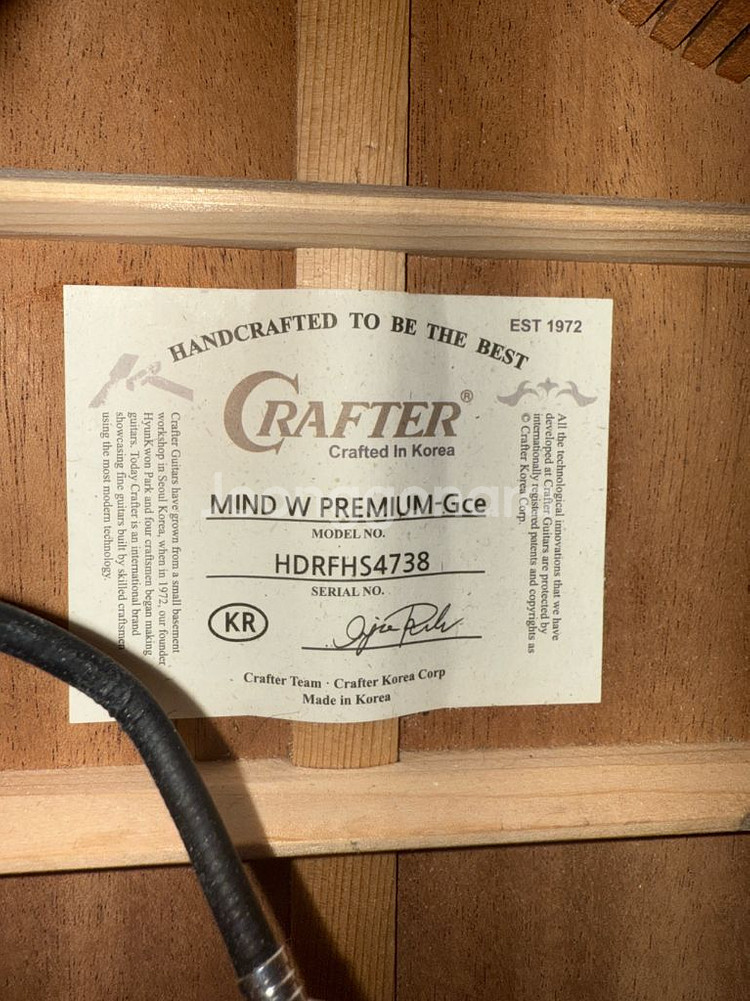 HANDCRAFTED TO BE THE BEST
EST 1972
CRAFTER®
Crafted In Korea
MIND W PREMIUM-Gce
MODEL NO.
HDRFHS4738
SERIAL NO.
KR
Crafter Team · Crafter Korea Corp
Made in Korea
Crafter Guitars have grown from a small basement
workshop in Seoul Korea, when in 1972, our founder
HyunKwon Park and four craftsmen began making
guitars. Today Crafter is an international brand
showcasing fine guitars built by skilled craftsmen
using the most modern technology.
All the technological innovations that we have
developed at Crafter Guitars are protected by
internationally registered patents and copyrights as
© Crafter Korea Corp.